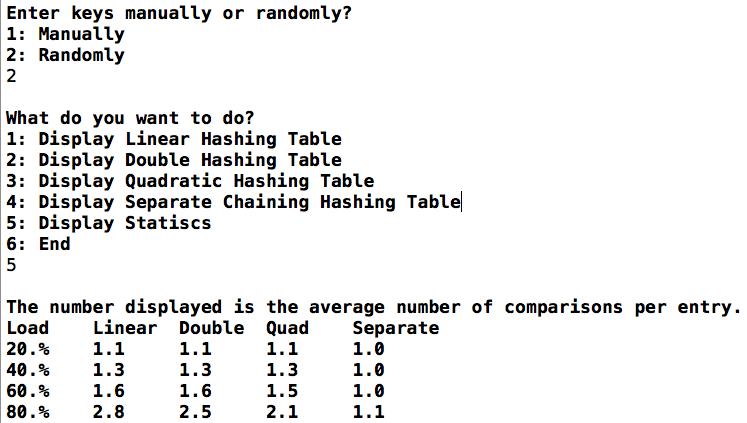 Enter keys manually or randomly?
1: Manually
2: Randomly
2
What do you want to do?
1: Display Linear Hashing Table
2: Display Double Hashing Table
3: Display Quadratic Hashing Table
4: Display Separate Chaining Hashing Table
5: Display Statiscs
6: End
5
The number displayed is the average number of comparisons per entry.
Load Linear Double Quad Separate
20.% 1.1 1.1 1.1 1.0
40.% 1.3 1.3 1.3 1.0
60.% 1.6 1.6 1.5 1.0
80.% 2.8 2.5 2.1 1.1